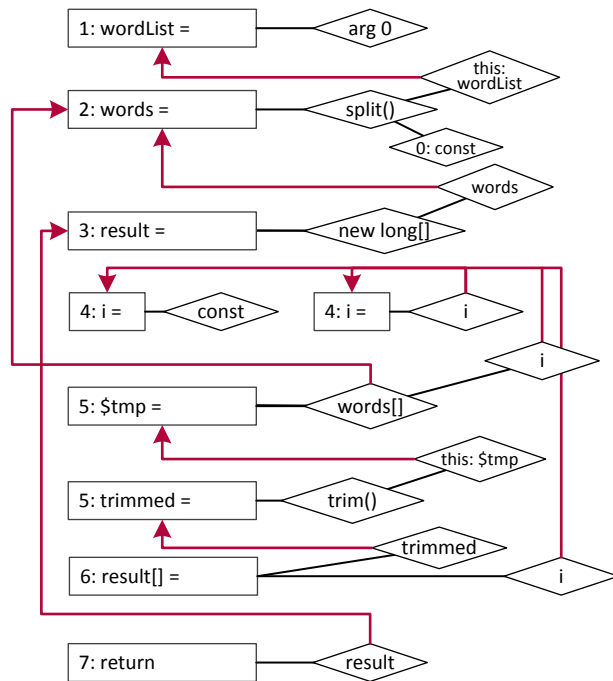 1: wordList =
arg 0
this:
wordList
2: words =
split()
0: const
words
3: result =
new long[]
4: i =
const
4: i =
i
i
5: $tmp =
words[]
this: $tmp
5: trimmed =
trim()
trimmed
6: result[] =
i
7: return
result